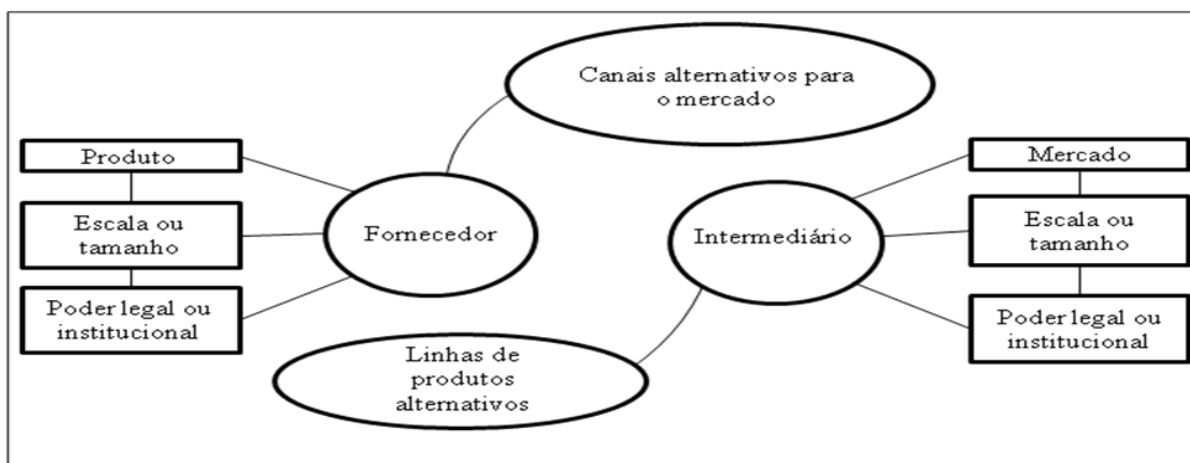 Canais alternativos para
o mercado
Produto
Escala ou
tamanho
Poder legal ou
institucional
Fornecedor
Intermediário
Mercado
Escala ou
tamanho
Poder legal ou
institucional
Linhas de
produtos
alternativos